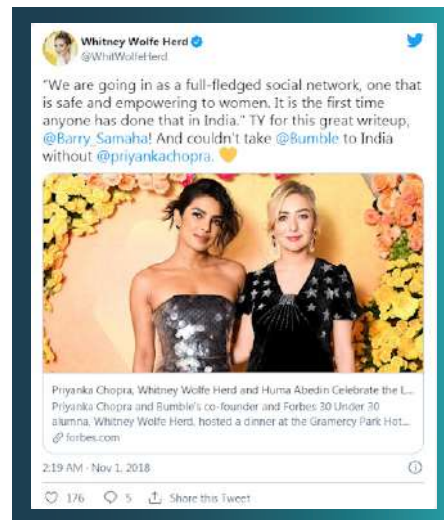 Whitney Wolfe Herd
@WhitWolfeHerd
"We are going in as a full-fledged social network, one that
is safe and empowering to women. It is the first time
anyone has done that in India." TY for this great writeup,
@Barry_Samaha! And couldn't take @Bumble to India
without @priyankachopra. 💛
Priyanka Chopra, Whitney Wolfe Herd and Huma Abedin Celebrate the L...
Priyanka Chopra and Bumble's co-founder and Forbes 30 Under 30
alumna, Whitney Wolfe Herd, hosted a dinner at the Gramercy Park Hot...
forbes.com
2:19 AM · Nov 1, 2018
176 5 Share this Tweet